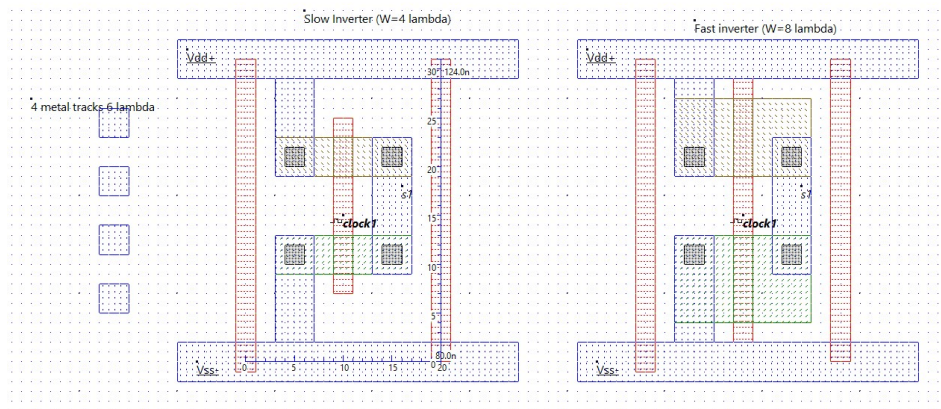 Slow Inverter (W=4 lambda)
Fast inverter (W=8 lambda)
Vdd+
Vdd+
30
124.0n
4 metal tracks 6 lambda
25
20
s1
s1
15
clock1
clock1
10
5
80.0n
Vss-
0
5
10
15
0
20
Vss-